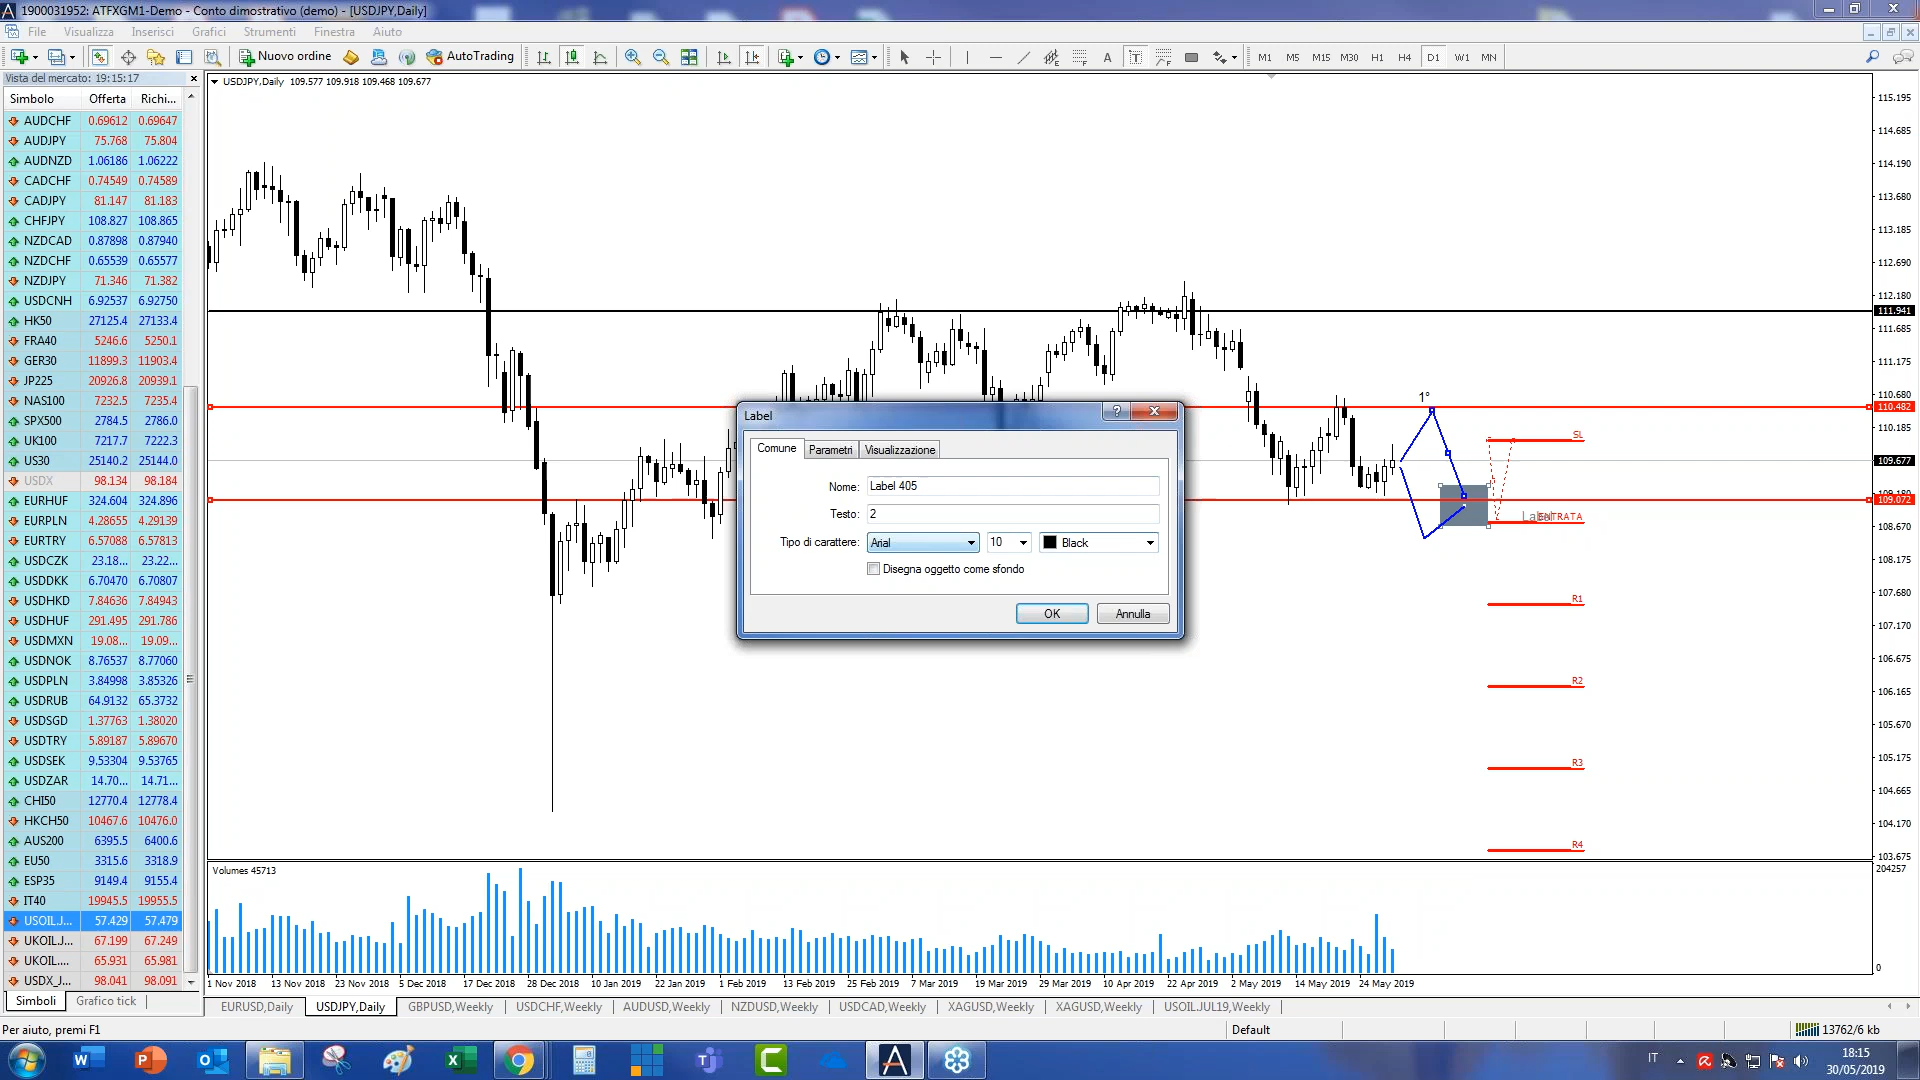 1900031952: ATFXGM1-Demo - Conto dimostrativo (demo) - [USDJPY,Daily]
File Visualizza Inserisci Grafici Strumenti Finestra Aiuto
Nuovo ordine AutoTrading A T M1 M5 M15 M30 H1 H4 D1 W1 MN
Vista del mercato: 19:15:17
Simbolo Offerta Richi...
AUDCHF 0.69612 0.69647
AUDJPY 75.768 75.804
AUDNZD 1.06186 1.06222
CADCHF 0.74549 0.74589
CADJPY 81.147 81.183
CHFJPY 108.827 108.865
NZDCAD 0.87898 0.87940
NZDCHF 0.65539 0.65577
NZDJPY 71.346 71.382
USDCNH 6.92537 6.92750
HK50 27125.4 27133.4
FRA40 5246.6 5250.1
GER30 11899.3 11903.4
JP225 20926.8 20939.1
NAS100 7232.5 7235.4
SPX500 2784.5 2786.0
UK100 7217.7 7222.3
US30 25140.2 25144.0
USDX 98.134 98.184
EURHUF 324.604 324.896
EURPLN 4.28655 4.29139
EURTRY 6.57088 6.57813
USDCZK 23.18... 23.22...
USDDKK 6.70470 6.70807
USDHKD 7.84636 7.84943
USDHUF 291.495 291.786
USDMXN 19.08... 19.09...
USDNOK 8.76537 8.77060
USDPLN 3.84998 3.85326
USDRUB 64.9132 65.3732
USDSGD 1.37763 1.38020
USDTRY 5.89187 5.89670
USDSEK 9.53304 9.53765
USDZAR 14.70... 14.71...
CHI50 12770.4 12778.4
HKCH50 10467.6 10476.0
AUS200 6395.5 6400.6
EU50 3315.6 3318.9
ESP35 9149.4 9155.4
IT40 19945.5 19955.5
USOIL.J... 57.429 57.479
UKOIL.J... 67.199 67.249
UKOIL.... 65.931 65.981
USDX_J... 98.041 98.091
Simboli Grafico tick
USDJPY,Daily 109.577 109.918 109.468 109.677
115.195
114.685
114.190
113.680
113.185
112.690
112.180
111.941
111.685
111.175
110.680
110.482
110.185
109.677
109.072
108.670
108.175
107.680
107.170
106.675
106.165
105.670
104.665
104.170
103.675
1°
SL
ENTRATA
Label
R1
R2
R3
R4
Label
Comune Parametri Visualizzazione
Nome: Label 405
Testo: 2
Tipo di carattere: Arial 10 Black
Disegna oggetto come sfondo
OK Annulla
Volumes 45713
204257
0
1 Nov 2018 13 Nov 2018 23 Nov 2018 5 Dec 2018 17 Dec 2018 28 Dec 2018 10 Jan 2019 22 Jan 2019 1 Feb 2019 13 Feb 2019 25 Feb 2019 7 Mar 2019 19 Mar 2019 29 Mar 2019 10 Apr 2019 22 Apr 2019 2 May 2019 14 May 2019 24 May 2019
EURUSD,Daily USDJPY,Daily GBPUSD,Weekly USDCHF,Weekly AUDUSD,Weekly NZDUSD,Weekly USDCAD,Weekly XAGUSD,Weekly XAGUSD,Weekly USOIL.JUL19,Weekly
Per aiuto, premi F1 Default 13762/6 kb
IT 18:15
30/05/2019